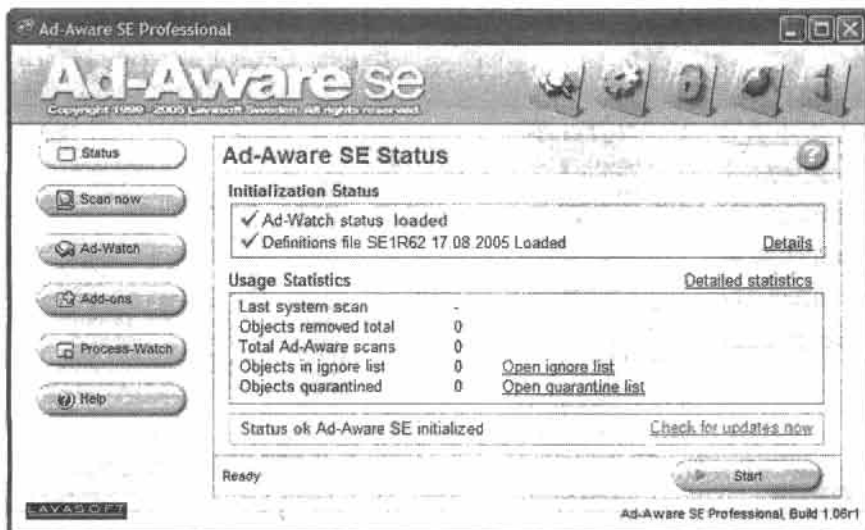 Ad-Aware SE Professional
Ad-Aware se
Copyright 1999 - 2005 Lavasoft Sweden. All rights reserved.
Status
Scan now
Ad-Watch
Add-ons
Process-Watch
Help
Ad-Aware SE Status
Initialization Status
Ad-Watch status loaded
Definitions file SE1R62 17.08 2005 Loaded Details
Usage Statistics Detailed statistics
Last system scan -
Objects removed total 0
Total Ad-Aware scans 0
Objects in ignore list 0 Open ignore list
Objects quarantined 0 Open quarantine list
Status ok Ad-Aware SE initialized Check for updates now
Ready Start
LAVASOFT Ad-Aware SE Professional, Build 1.06r1